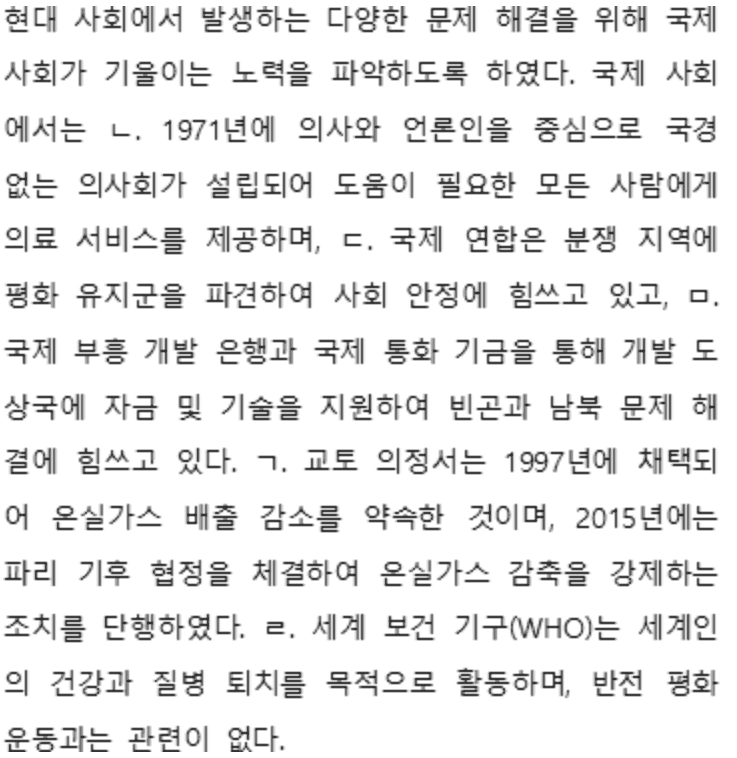 현대 사회에서 발생하는 다양한 문제 해결을 위해 국제
사회가 기울이는 노력을 파악하도록 하였다. 국제 사회
에서는 ㄴ. 1971년에 의사와 언론인을 중심으로 국경
없는 의사회가 설립되어 도움이 필요한 모든 사람에게
의료 서비스를 제공하며, ㄷ. 국제 연합은 분쟁 지역에
평화 유지군을 파견하여 사회 안정에 힘쓰고 있고, ㅁ.
국제 부흥 개발 은행과 국제 통화 기금을 통해 개발 도
상국에 자금 및 기술을 지원하여 빈곤과 남북 문제 해
결에 힘쓰고 있다. ㄱ. 교토 의정서는 1997년에 채택되
어 온실가스 배출 감소를 약속한 것이며, 2015년에는
파리 기후 협정을 체결하여 온실가스 감축을 강제하는
조치를 단행하였다. ㄹ. 세계 보건 기구(WHO)는 세계인
의 건강과 질병 퇴치를 목적으로 활동하며, 반전 평화
운동과는 관련이 없다.